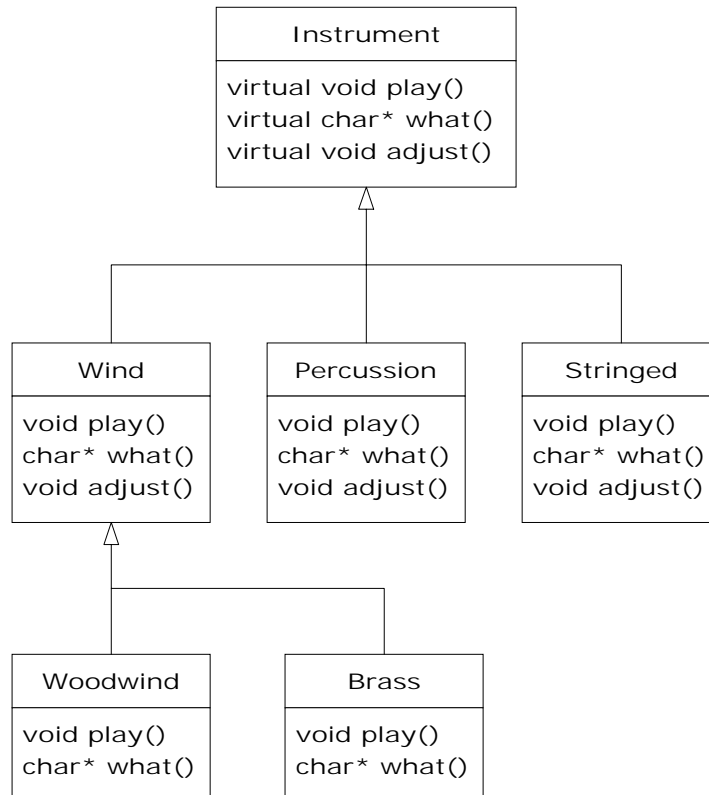 Instrument
virtual void play()
virtual char* what()
virtual void adjust()
Wind
void play()
char* what()
void adjust()
Percussion
void play()
char* what()
void adjust()
Stringed
void play()
char* what()
void adjust()
Woodwind
void play()
char* what()
Brass
void play()
char* what()